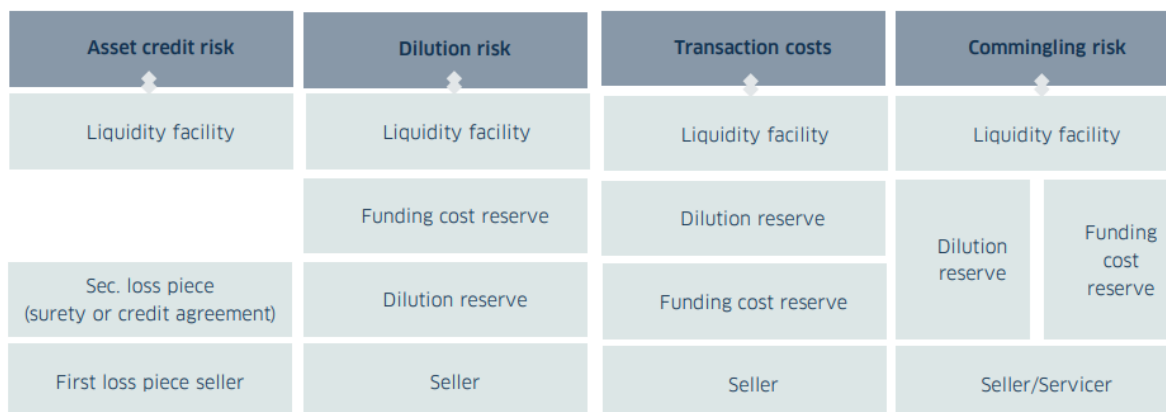 Asset credit risk
Dilution risk
Transaction costs
Commingling risk
Liquidity facility
Liquidity facility
Liquidity facility
Liquidity facility
Funding cost reserve
Dilution reserve
Dilution
reserve
Funding
cost
reserve
Sec. loss piece
(surety or credit agreement)
Dilution reserve
Funding cost reserve
First loss piece seller
Seller
Seller
Seller/Servicer